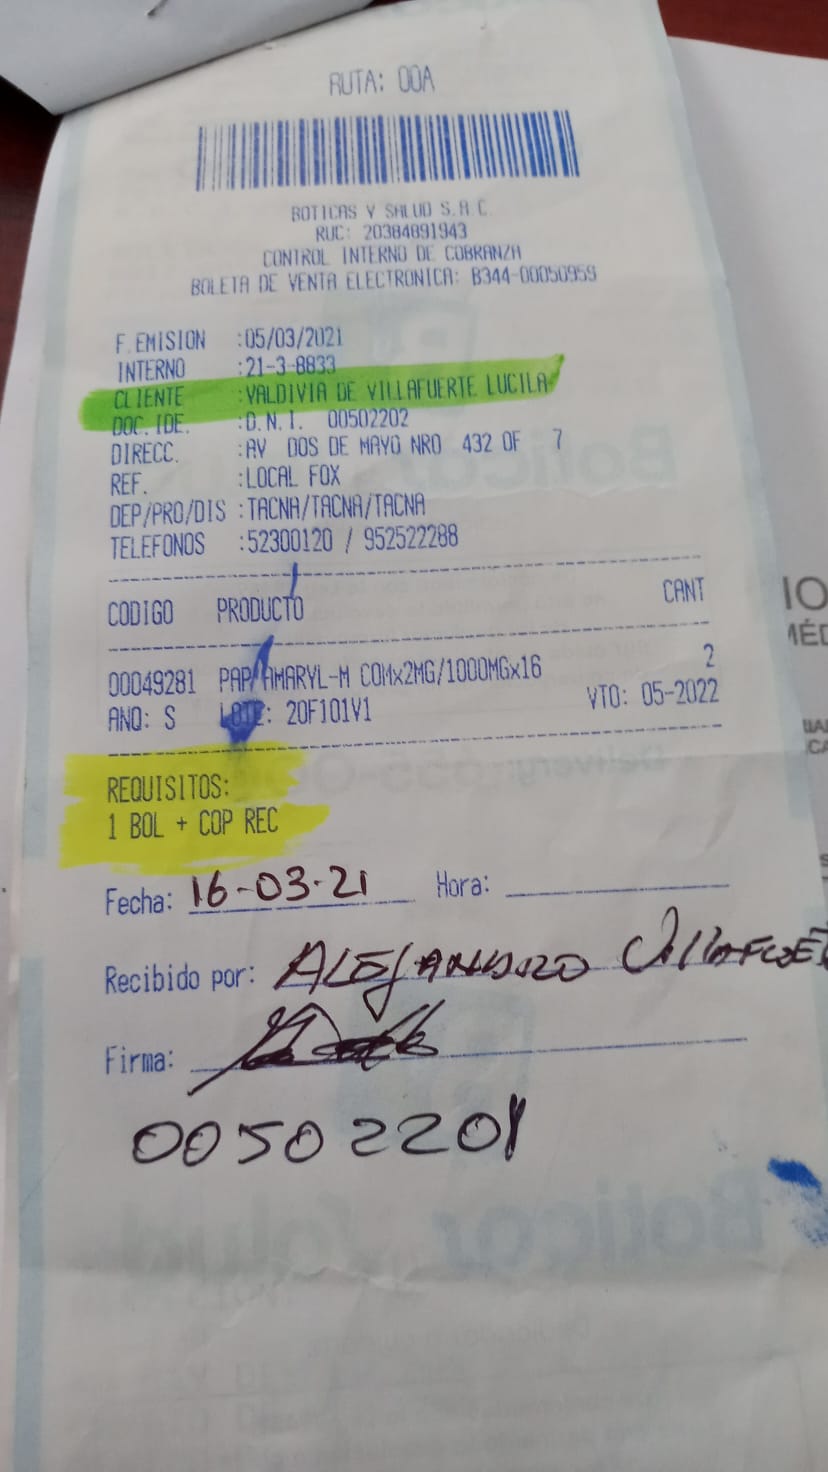 RUTA: 00A
BOTICAS Y SALUD S.A.C.
RUC: 20384891943
CONTROL INTERNO DE COBRANZA
BOLETA DE VENTA ELECTRONICA: B344-00050959
F.EMISION :05/03/2021
INTERNO :21-3-8833
CLIENTE :VALDIVIA DE VILLAFUERTE LUCILA
DOC.IDE. :D.N.I. 00502202
DIRECC. :AV DOS DE MAYO NRO 432 OF 7
REF. :LOCAL FOX
DEP/PRO/DIS :TACNA/TACNA/TACNA
TELEFONOS :52300120 / 952522288
CODIGO PRODUCTO CANT
00049281 PAP/AMARYL-M COMx2MG/1000MGx16 2
ANQ: S LOTE: 20F101V1 VTO: 05-2022
REQUISITOS:
1 BOL + COP REC
Fecha: 16-03-21 Hora:
Recibido por: ALEJANDRO
Firma:
0050220